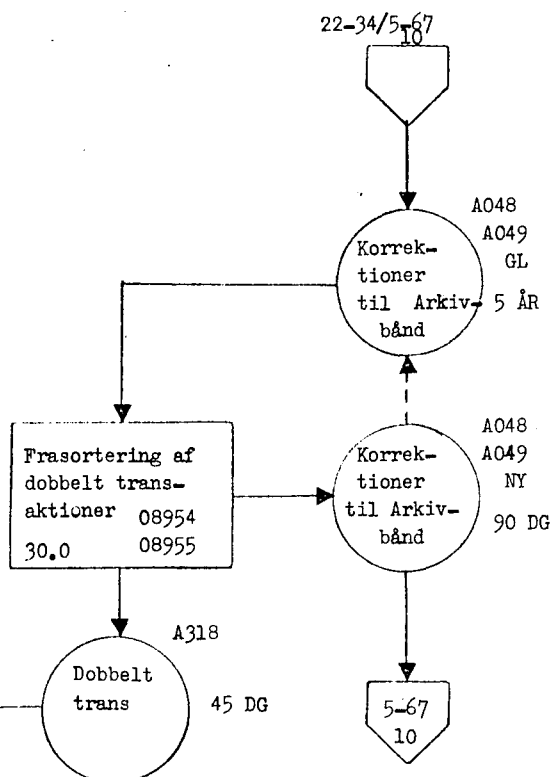 22-34/5-67
10
A048
A049
GL
5 ÅR
Korrek-
tioner
til Arkiv-
bånd
A048
A049
NY
90 DG
Korrek-
tioner
til Arkiv-
bånd
Frasortering af
dobbelt trans-
aktioner 08954
30.0 08955
A318
Dobbelt
trans
45 DG
5-67
10